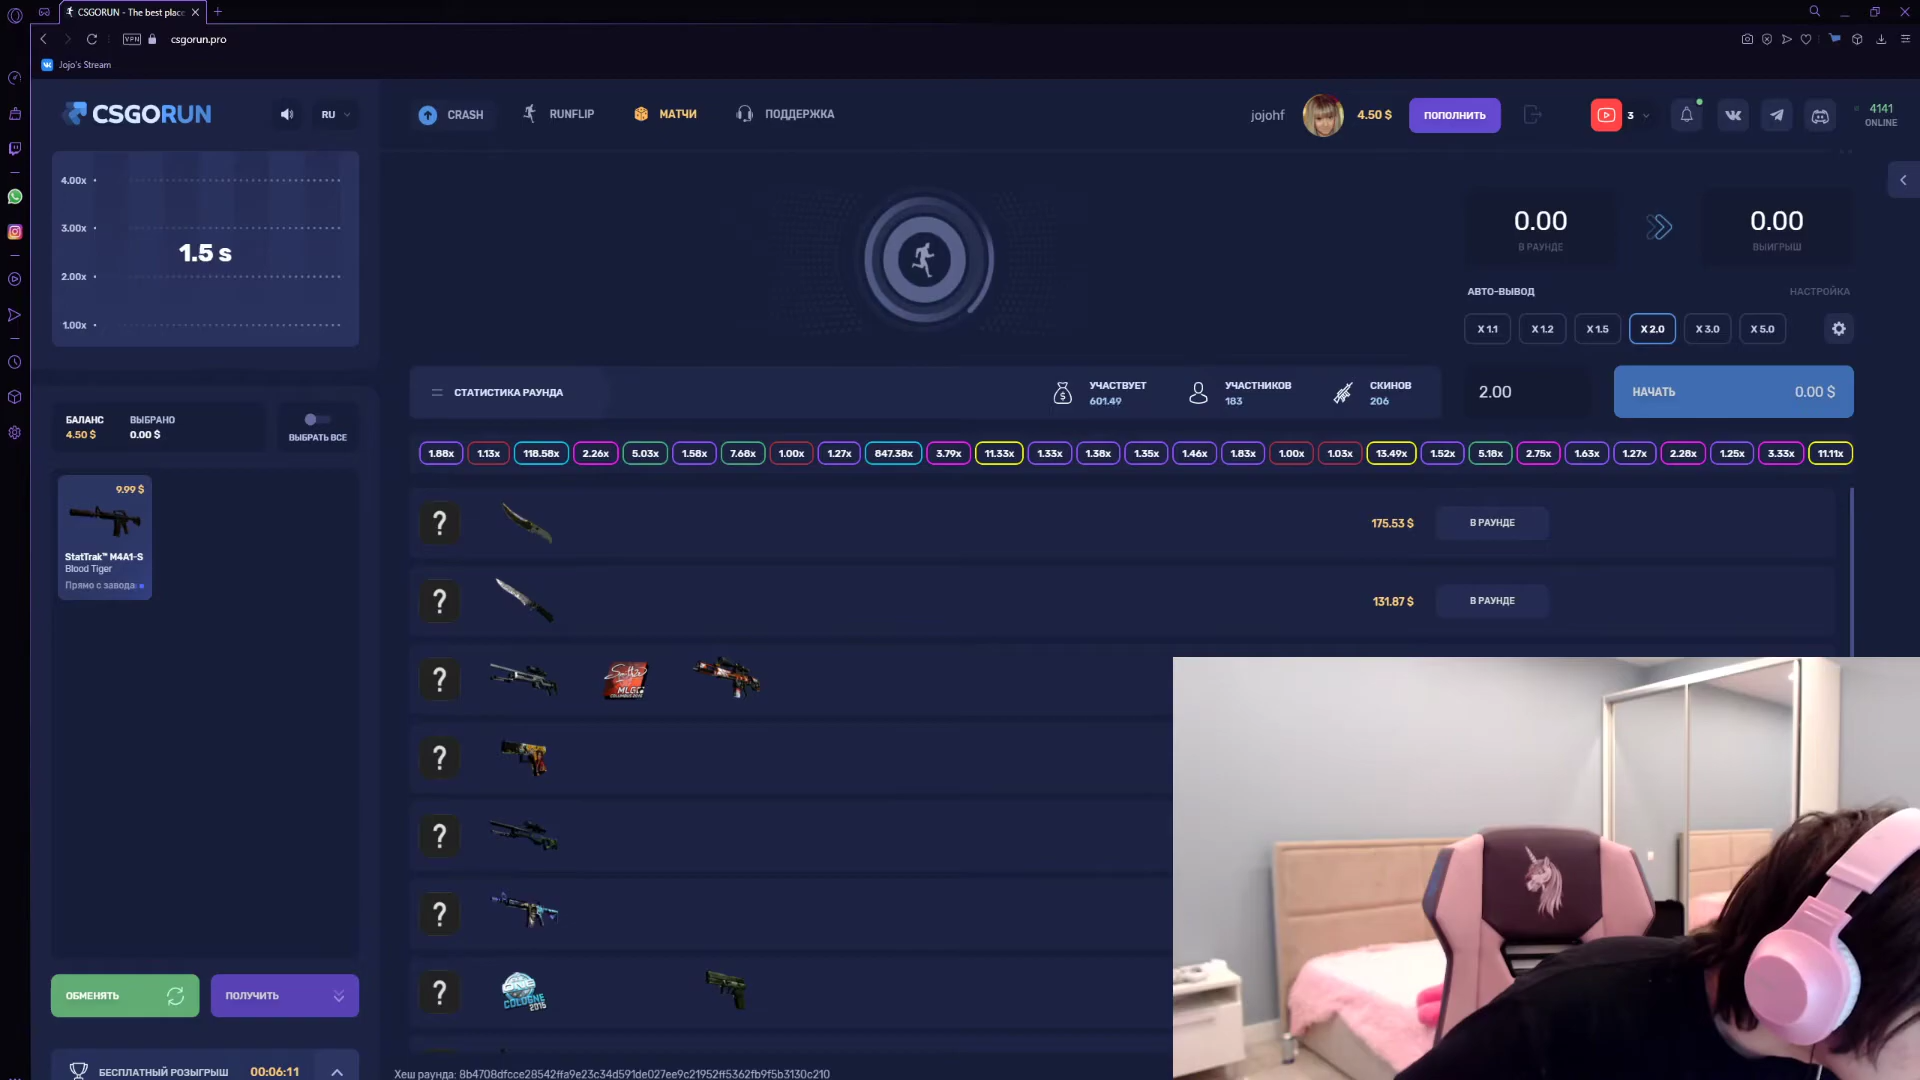 CSGORUN - The best place
csgorun.pro
VPN
Jojo's Stream
CSGORUN
RU
CRASH
RUNFLIP
МАТЧИ
ПОДДЕРЖКА
jojohf
4.50 $
ПОПОЛНИТЬ
3
4141
ONLINE
4.00x
3.00x
2.00x
1.00x
1.5 s
0.00
В РАУНДЕ
0.00
ВЫИГРЫШ
АВТО-ВЫВОД
НАСТРОЙКА
X 1.1
X 1.2
X 1.5
X 2.0
X 3.0
X 5.0
СТАТИСТИКА РАУНДА
УЧАСТВУЕТ
601.49
УЧАСТНИКОВ
183
СКИНОВ
206
2.00
НАЧАТЬ
0.00 $
БАЛАНС
4.50 $
ВЫБРАНО
0.00 $
ВЫБРАТЬ ВСЕ
1.88x 1.13x 118.58x 2.26x 5.03x 1.58x 7.68x 1.00x 1.27x 847.38x 3.79x 11.33x 1.33x 1.38x 1.35x 1.46x 1.83x 1.00x 1.03x 13.49x 1.52x 5.18x 2.75x 1.63x 1.27x 2.28x 1.25x 3.33x 11.11x
9.99 $
StatTrak™ M4A1-S
Blood Tiger
Прямо с завода
?
175.53 $
В РАУНДЕ
?
131.87 $
В РАУНДЕ
?
MLG
?
?
?
?
COLOGNE
2015
ОБМЕНЯТЬ
ПОЛУЧИТЬ
БЕСПЛАТНЫЙ РОЗЫГРЫШ
00:06:11
Хеш раунда: 8b4708dfcce28542ffa9e23c34d591de027ee9c21952ff5362fb9f5b3130c210